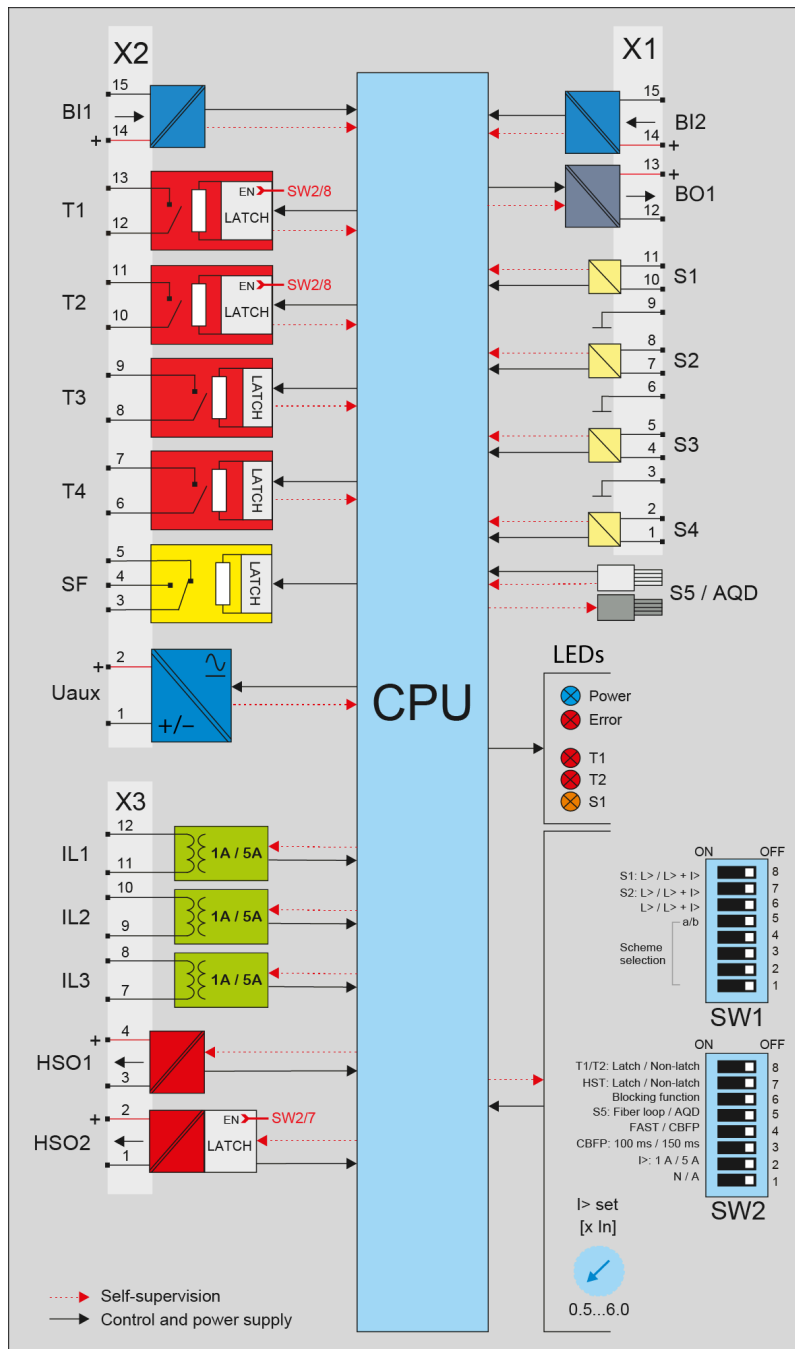 X2
15
BI1
14
+
13
EN
SW2/8
T1
LATCH
12
11
EN
SW2/8
T2
LATCH
10
9
T3
LATCH
8
7
T4
LATCH
6
5
SF
4
LATCH
3
+
2
Uaux
1
+/–
X3
12
IL1
1A / 5A
11
10
IL2
1A / 5A
9
8
IL3
1A / 5A
7
+
4
HSO1
3
+
2
EN
SW2/7
HSO2
LATCH
1
CPU
X1
15
BI2
14
+
13
+
BO1
12
11
S1
10
9
8
S2
7
6
5
S3
4
3
2
S4
1
S5 / AQD
LEDs
Power
Error
T1
T2
S1
ON OFF
S1: L> / L> + I> 8
S2: L> / L> + I> 7
L> / L> + I> 6
a/b 5
4
Scheme
selection
3
2
1
SW1
ON OFF
T1/T2: Latch / Non-latch 8
HST: Latch / Non-latch 7
Blocking function 6
S5: Fiber loop / AQD 5
FAST / CBFP 4
CBFP: 100 ms / 150 ms 3
I>: 1 A / 5 A 2
N / A 1
SW2
I> set
[x In]
0.5...6.0
Self-supervision
Control and power supply